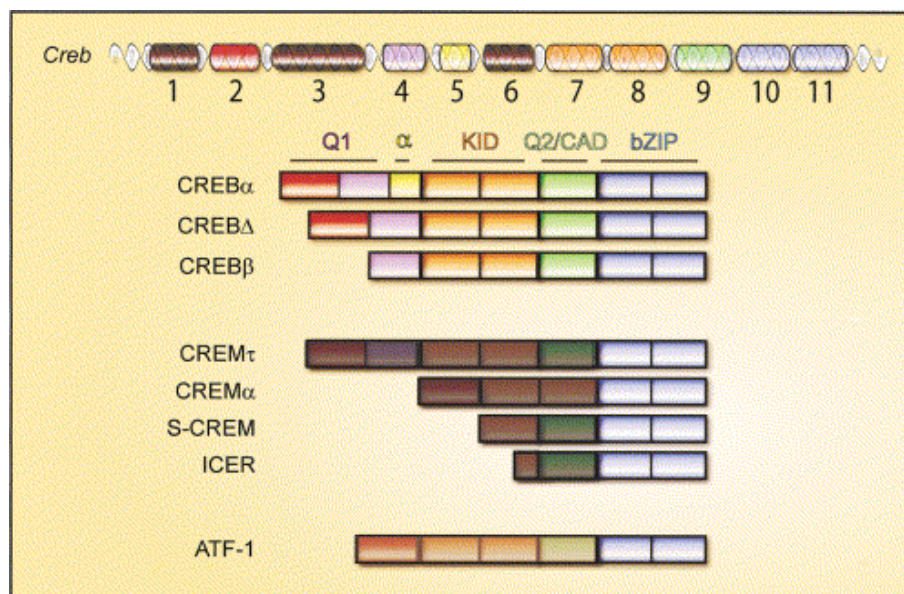 Creb
1 2 3 4 5 6 7 8 9 10 11
Q1 α KID Q2/CAD bZIP
CREBα
CREBΔ
CREBβ
CREMτ
CREMα
S-CREM
ICER
ATF-1